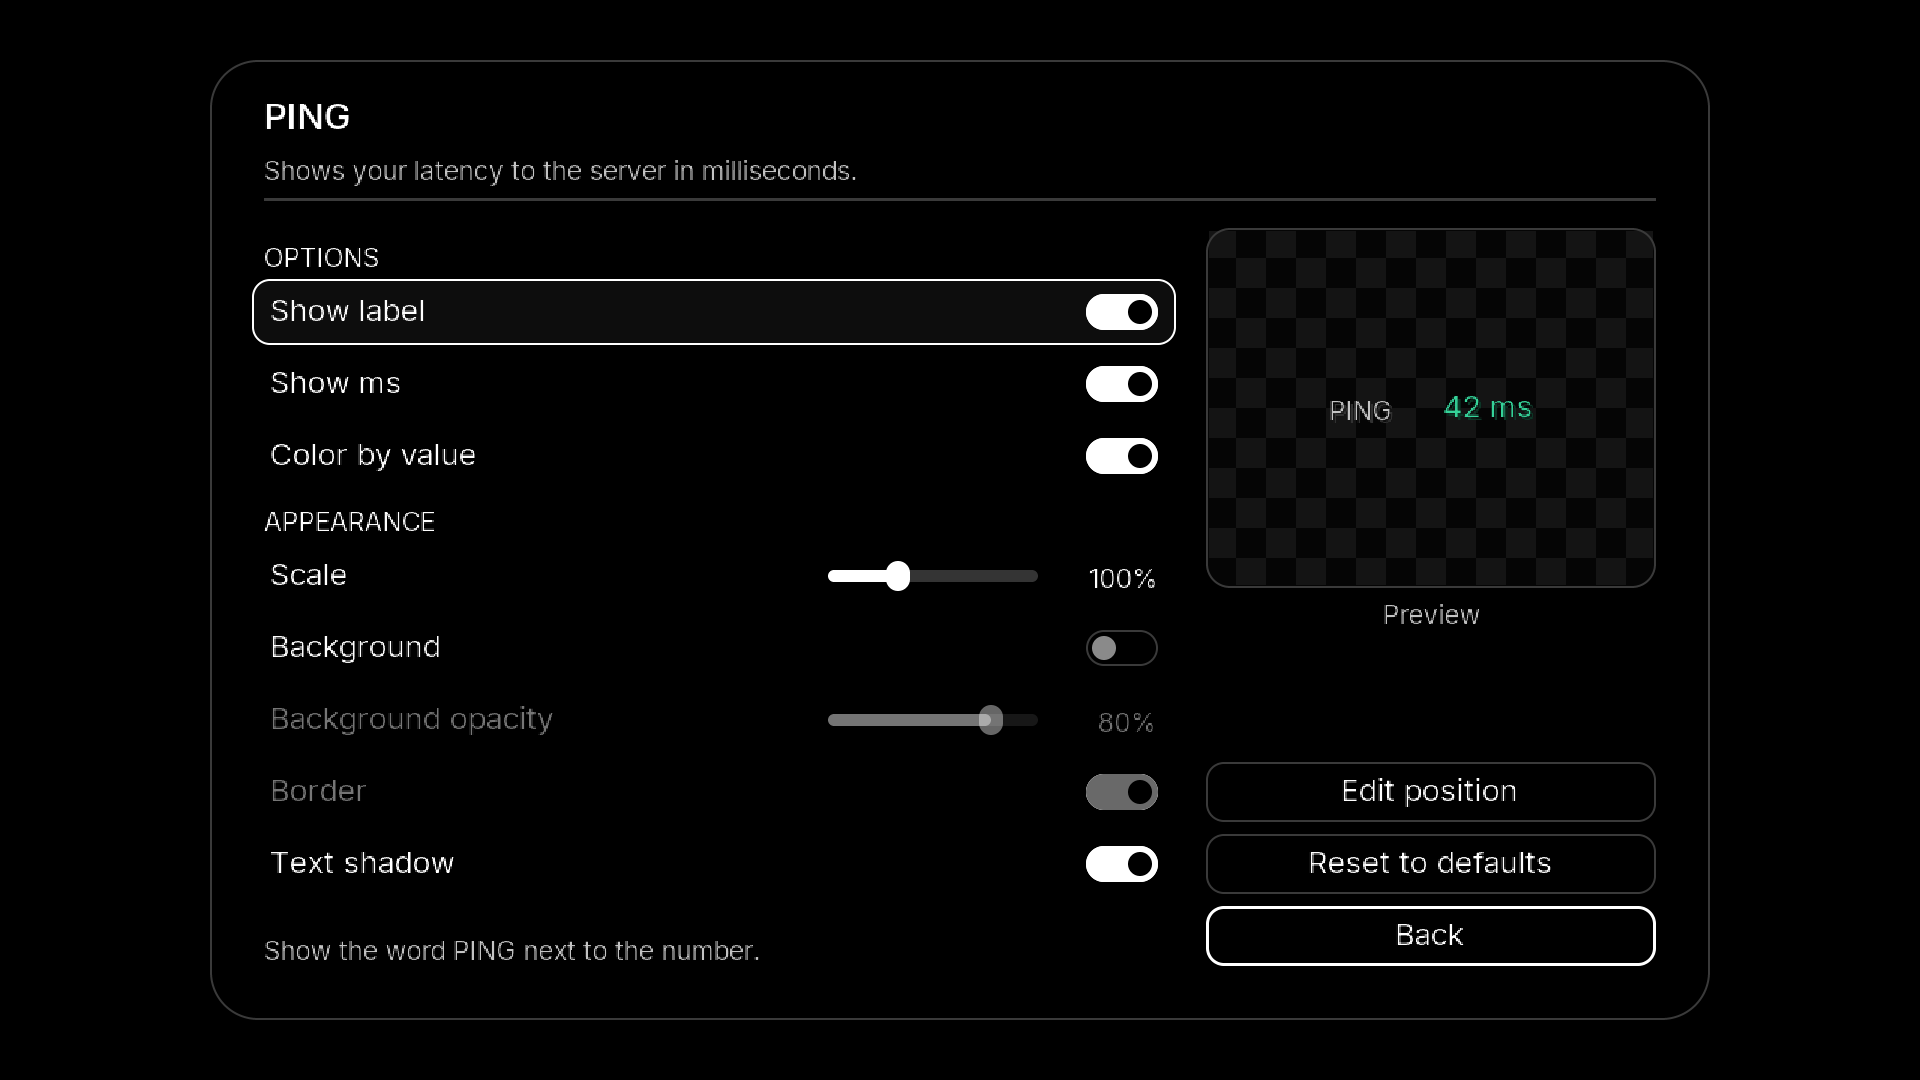 PING
Shows your latency to the server in milliseconds.
OPTIONS
Show label
Show ms
Color by value
APPEARANCE
Scale 100%
Background
Background opacity 80%
Border
Text shadow
Show the word PING next to the number.
PING 42 ms
Preview
Edit position
Reset to defaults
Back